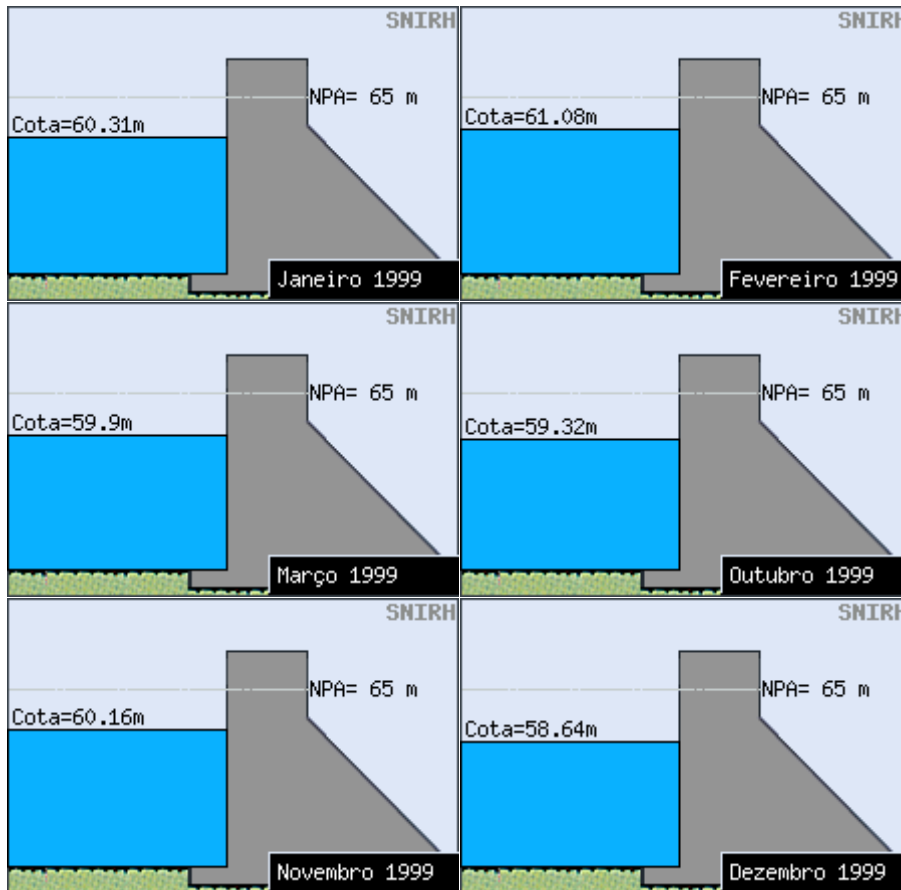 SNIRH
NPA= 65 m
Cota=60.31m
Janeiro 1999
SNIRH
NPA= 65 m
Cota=61.08m
Fevereiro 1999
SNIRH
NPA= 65 m
Cota=59.9m
Março 1999
SNIRH
NPA= 65 m
Cota=59.32m
Outubro 1999
SNIRH
NPA= 65 m
Cota=60.16m
Novembro 1999
SNIRH
NPA= 65 m
Cota=58.64m
Dezembro 1999